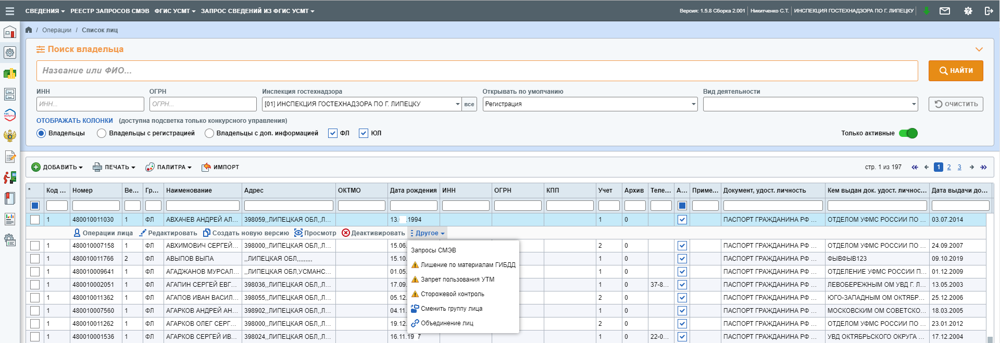 СВЕДЕНИЯ РЕЕСТР ЗАПРОСОВ СМЭВ ФГИС УСМТ ЗАПРОС СВЕДЕНИЙ ИЗ ФГИС УСМТ Версия: 1.5.8 Сборка 2.001 Никитченко С.Т. ИНСПЕКЦИЯ ГОСТЕХНАДЗОРА ПО Г. ЛИПЕЦКУ
/ Операции / Список лиц
Поиск владельца
Название или ФИО...
НАЙТИ
ИНН ОГРН Инспекция гостехнадзора Открывать по умолчанию Вид деятельности
ИНН... ОГРН... [01] ИНСПЕКЦИЯ ГОСТЕХНАДЗОРА ПО Г. ЛИПЕЦКУ все Регистрация ОЧИСТИТЬ
ОТОБРАЖАТЬ КОЛОНКИ (доступна подсветка только конкурсного управления)
Владельцы Владельцы с регистрацией Владельцы с доп. информацией ФЛ ЮЛ Только активные
ДОБАВИТЬ ПЕЧАТЬ ПАЛИТРА ИМПОРТ стр. 1 из 197 1 2 3
* Код ... Номер Ве... Гр... Наименование Адрес ОКТМО Дата рождения ИНН ОГРН КПП Учет Архив Теле... А... Приме... Документ, удост. личность Кем выдан док. удост. личнос... Дата выдачи до...
1 480010011030 1 ФЛ АВХАЧЕВ АНДРЕЙ АЛ... 398059,,ЛИПЕЦКАЯ ОБЛ,,Л... 13. .1994 1 0 ПАСПОРТ ГРАЖДАНИНА РФ ... ОТДЕЛОМ УФМС РОССИИ ПО ... 03.07.2014
Операции лица Редактировать Создать новую версию Просмотр Деактивировать Другое
1 480010007158 1 ФЛ АВХИМОВИЧ СЕРГЕЙ... 398000,,ЛИПЕЦКАЯ ОБЛ,,Л... 15.06. 2 0 ПАСПОРТ ГРАЖДАНИНА РФ ... ОТДЕЛОМ УФМС РОССИИ ПО ... 24.09.2007
1 480010011766 2 ФЛ АВЫПОВ ВЫПА ,,ЛИПЕЦКАЯ ОБЛ,,,,,,,,, 15.10. 1 0 ПАСПОРТ ГРАЖДАНИНА РФ ... ФЫВФЫВ123 09.10.2019
1 480010009641 1 ФЛ АГАДЖАНОВ МУРСАЛ... ,,ЛИПЕЦКАЯ ОБЛ,УСМАНС... 01.05. 1 0 ПАСПОРТ ГРАЖДАНИНА РФ ... ОТДЕЛЕНИЕ УФМС РОССИИ П... 01.12.2009
1 480010002051 1 ФЛ АГАПИН СЕРГЕЙ ЕВГ... 398036,,ЛИПЕЦКАЯ ОБЛ,,Л... 17.09. 1 0 37-8... ПАСПОРТ ГРАЖДАНИНА РФ ... ЛЕВОБЕРЕЖНЫМ ОМ УВД Г. Л... 13.05.2003
1 480010011362 1 ФЛ АГАПОВ ИВАН ВАСИЛ... 398055,,ЛИПЕЦКАЯ ОБЛ,,Л... 05.12. 2 0 ПАСПОРТ ГРАЖДАНИНА РФ ... ЮГО-ЗАПАДНЫМ ОМ ОКТЯБР... 25.12.2006
1 480010007560 1 ФЛ АГАРКОВ АНДРЕЙ АН... 398902,,ЛИПЕЦКАЯ ОБЛ,,Л... 04.11. 1 0 ПАСПОРТ ГРАЖДАНИНА РФ ... МОСКОВСКИМ ОМ СОВЕТСКО... 18.03.2005
1 480010011262 1 ФЛ АГАРКОВ ОЛЕГ СЕРГ... 398000,,ЛИПЕЦКАЯ ОБЛ,,Л... 19.12. 2 0 ПАСПОРТ ГРАЖДАНИНА РФ ... ОТДЕЛОМ УФМС РОССИИ ПО ... 23.01.2012
1 480010001536 1 ФЛ АГАРКОВ СЕРГЕЙ ИВ... 398024,,ЛИПЕЦКАЯ ОБЛ,,Л... 16.11.19 7 1 0 22-0... ПАСПОРТ ГРАЖДАНИНА РФ ... УВД ОКТЯБРЬСКОГО ОКРУГА ... 17.12.2004
Запросы СМЭВ
Лишение по материалам ГИБДД
Запрет пользования УТМ
Сторожевой контроль
Сменить группу лица
Объединение лиц